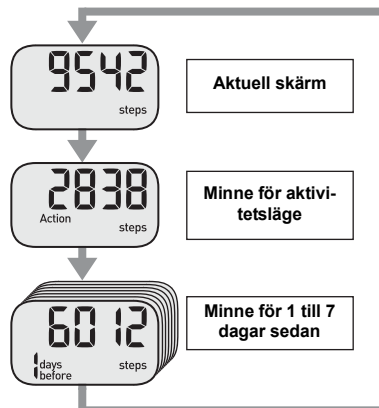 9542
steps
Aktuell skärm
2838
Action
steps
Minne för aktivi-
tetsläge
6012
1 days
before
steps
Minne för 1 till 7
dagar sedan